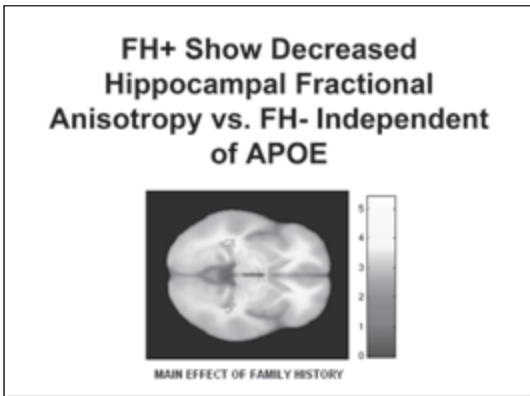 FH+ Show Decreased
Hippocampal Fractional
Anisotropy vs. FH- Independent
of APOE
5
4
3
2
1
0
MAIN EFFECT OF FAMILY HISTORY